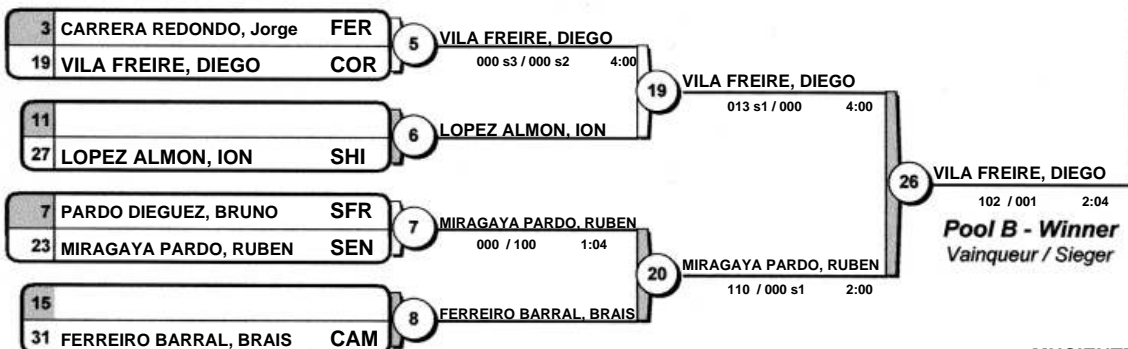 3 CARRERA REDONDO, Jorge FER
19 VILA FREIRE, DIEGO COR
5
VILA FREIRE, DIEGO
000 s3 / 000 s2 4:00
11
27 LOPEZ ALMON, ION SHI
6
LOPEZ ALMON, ION
19
VILA FREIRE, DIEGO
013 s1 / 000 4:00
7 PARDO DIEGUEZ, BRUNO SFR
23 MIRAGAYA PARDO, RUBEN SEN
7
MIRAGAYA PARDO, RUBEN
000 / 100 1:04
15
31 FERREIRO BARRAL, BRAIS CAM
8
FERREIRO BARRAL, BRAIS
20
MIRAGAYA PARDO, RUBEN
110 / 000 s1 2:00
26
VILA FREIRE, DIEGO
102 / 001 2:04
Pool B - Winner
Vainqueur / Sieger